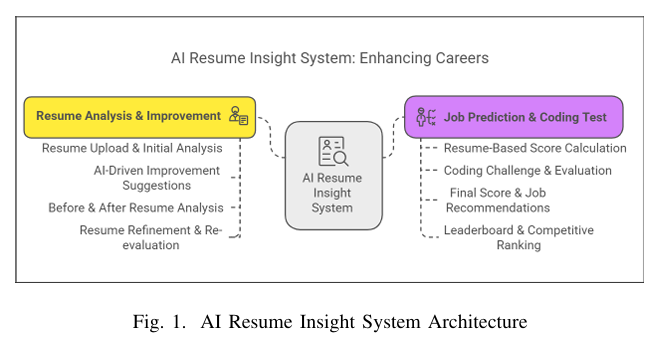 AI Resume Insight System: Enhancing Careers
Resume Analysis & Improvement
Resume Upload & Initial Analysis
AI-Driven Improvement
Suggestions
Before & After Resume Analysis
Resume Refinement & Re-
evaluation
AI Resume
Insight
System
Job Prediction & Coding Test
Resume-Based Score Calculation
Coding Challenge & Evaluation
Final Score & Job
Recommendations
Leaderboard & Competitive
Ranking
Fig. 1. AI Resume Insight System Architecture